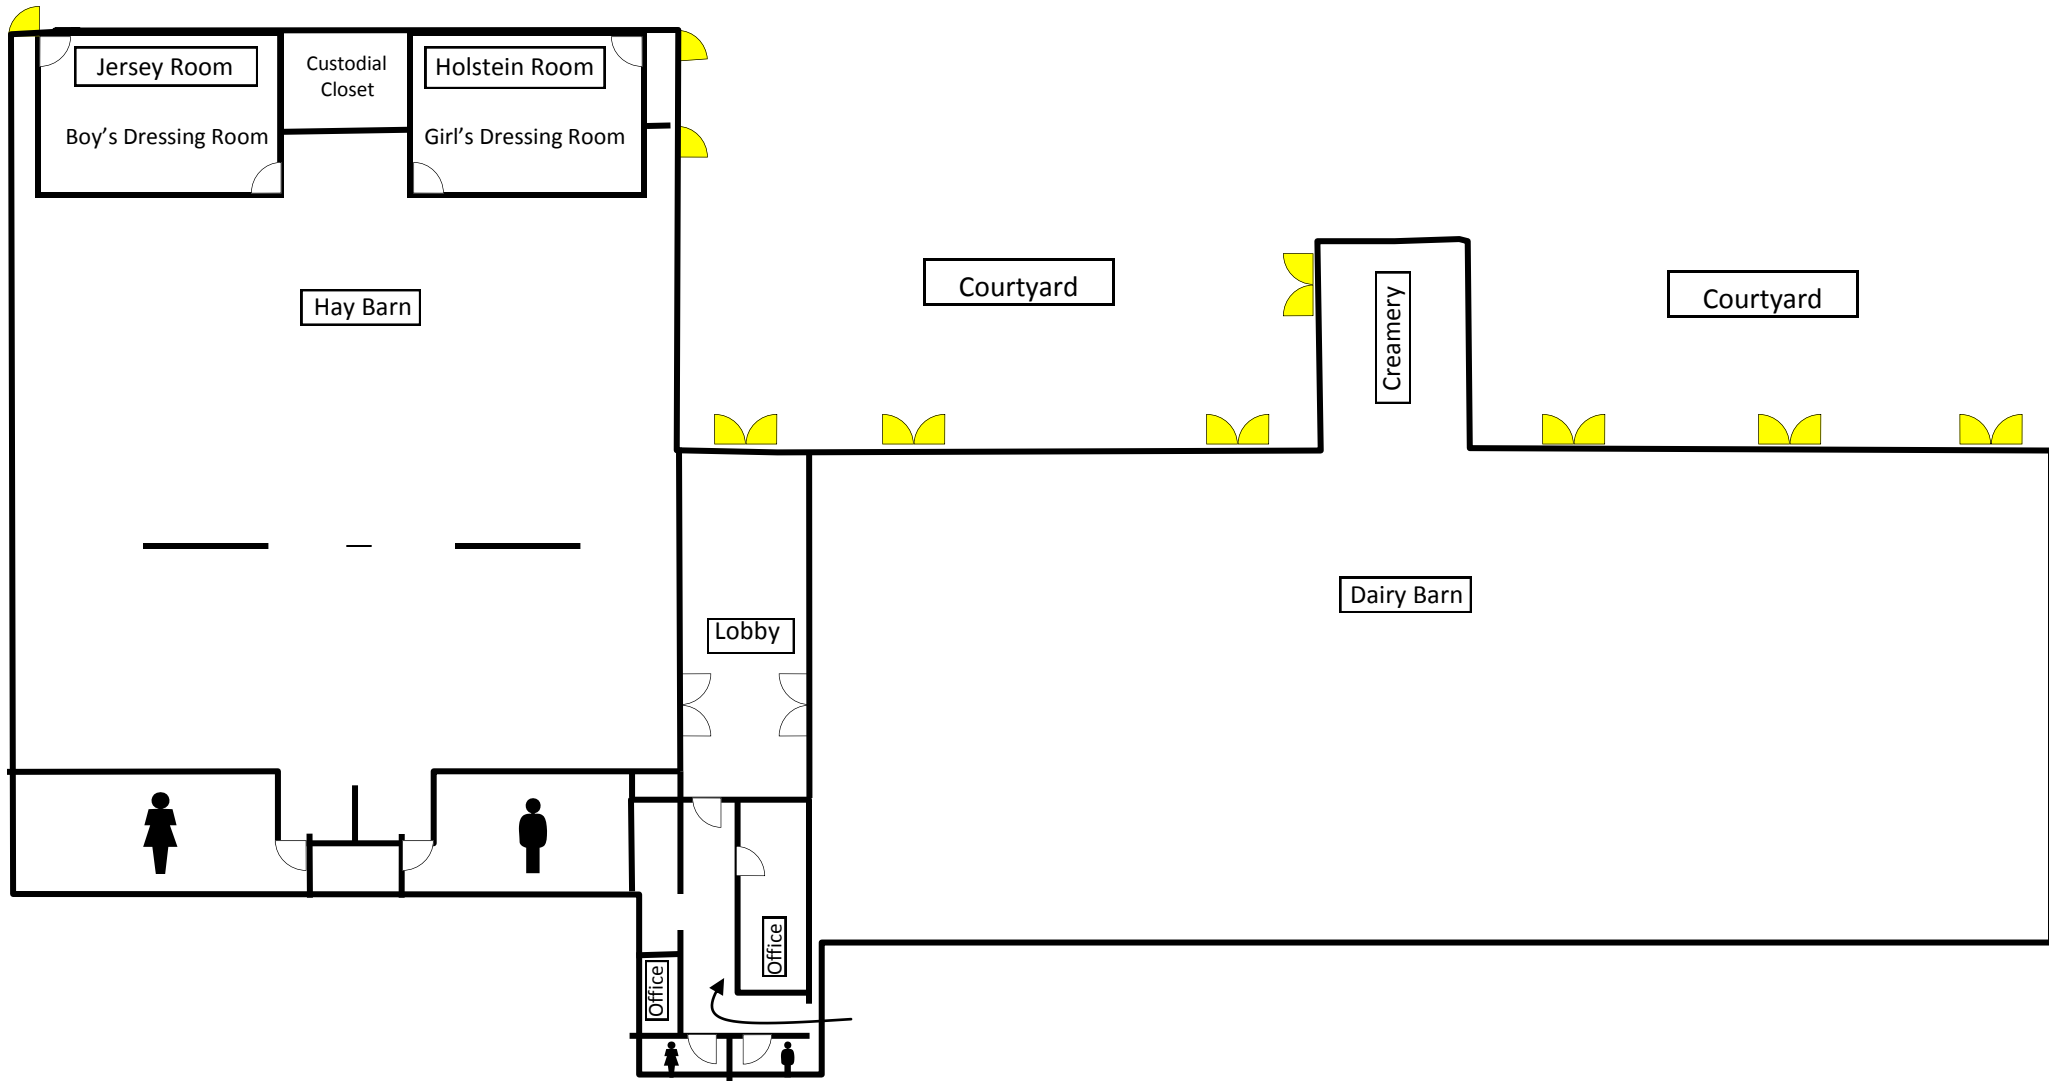 Jersey Room
Custodial
Closet
Holstein Room
Boy’s Dressing Room
Girl’s Dressing Room
Hay Barn
Courtyard
Creamery
Courtyard
Dairy Barn
Lobby
Office
Office